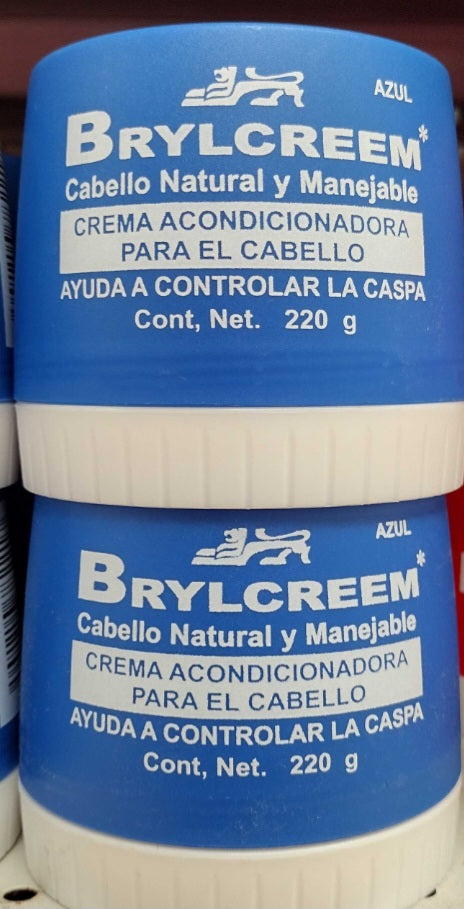 AZUL
BRYLCREEM*
Cabello Natural y Manejable
CREMA ACONDICIONADORA
PARA EL CABELLO
AYUDA A CONTROLAR LA CASPA
Cont, Net. 220 g
AZUL
BRYLCREEM*
Cabello Natural y Manejable
CREMA ACONDICIONADORA
PARA EL CABELLO
AYUDA A CONTROLAR LA CASPA
Cont, Net. 220 g